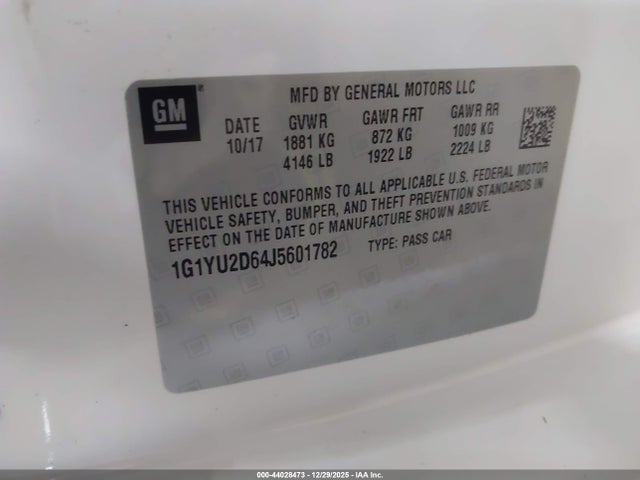 GM
MFD BY GENERAL MOTORS LLC
DATE GVWR GAWR FRT GAWR RR
10/17 1881 KG 872 KG 1009 KG
4146 LB 1922 LB 2224 LB
THIS VEHICLE CONFORMS TO ALL APPLICABLE U.S. FEDERAL MOTOR
VEHICLE SAFETY, BUMPER, AND THEFT PREVENTION STANDARDS IN
EFFECT ON THE DATE OF MANUFACTURE SHOWN ABOVE.
1G1YU2D64J5601782 TYPE: PASS CAR
000-44028473 • 12/29/2025 • IAA Inc.